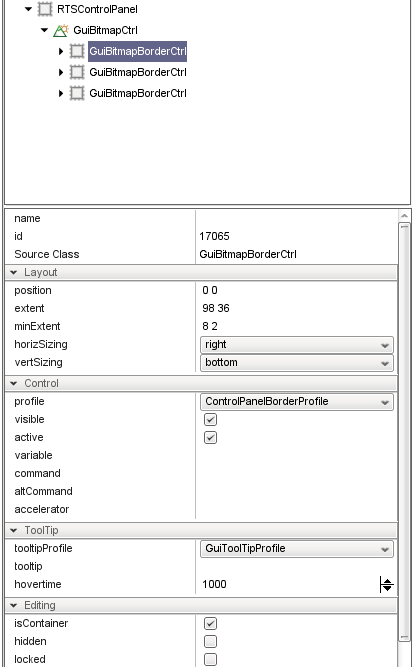 RTSControlPanel
GuiBitmapCtrl
GuiBitmapBorderCtrl
GuiBitmapBorderCtrl
GuiBitmapBorderCtrl
name
id 17065
Source Class GuiBitmapBorderCtrl
Layout
position 0 0
extent 98 36
minExtent 8 2
horizSizing right
vertSizing bottom
Control
profile ControlPanelBorderProfile
visible
active
variable
command
altCommand
accelerator
ToolTip
tooltipProfile GuiToolTipProfile
tooltip
hovertime 1000
Editing
isContainer
hidden
locked